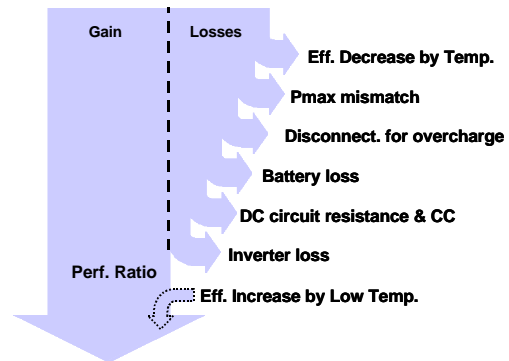 Gain
Losses
Eff. Decrease by Temp.
Pmax mismatch
Disconnect. for overcharge
Battery loss
DC circuit resistance & CC
Inverter loss
Perf. Ratio
Eff. Increase by Low Temp.